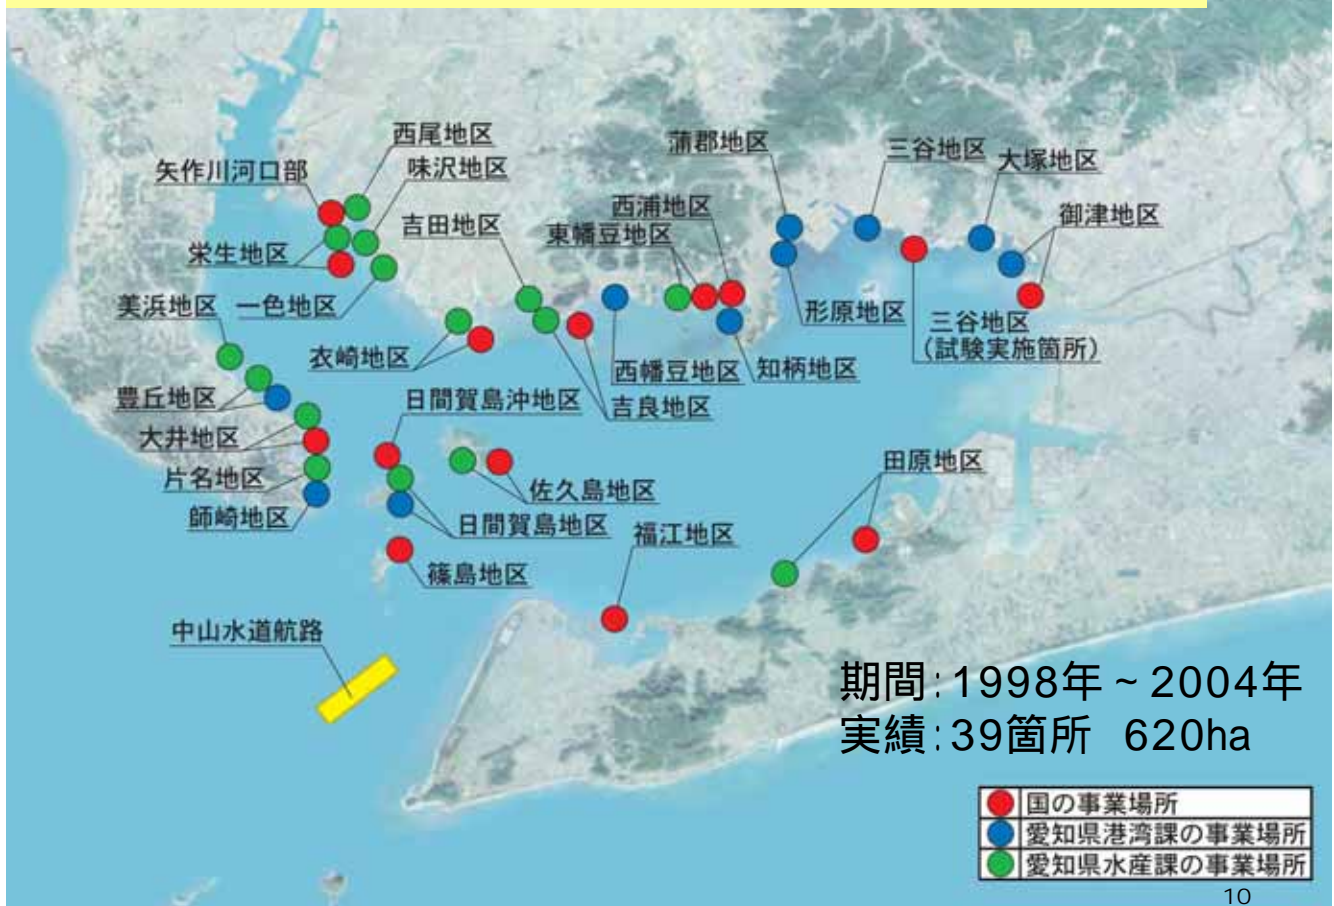 西尾地区
矢作川河口部
味沢地区
栄生地区
一色地区
美浜地区
吉田地区
蒲郡地区
西浦地区
東幡豆地区
三谷地区
大塚地区
御津地区
形原地区
三谷地区
(試験実施箇所)
衣崎地区
西幡豆地区
知柄地区
吉良地区
豊丘地区
大井地区
片名地区
師崎地区
日間賀島沖地区
佐久島地区
日間賀島地区
篠島地区
福江地区
田原地区
中山水道航路
期間:1998年~2004年
実績:39箇所 620ha
国の事業場所
愛知県港湾課の事業場所
愛知県水産課の事業場所
10